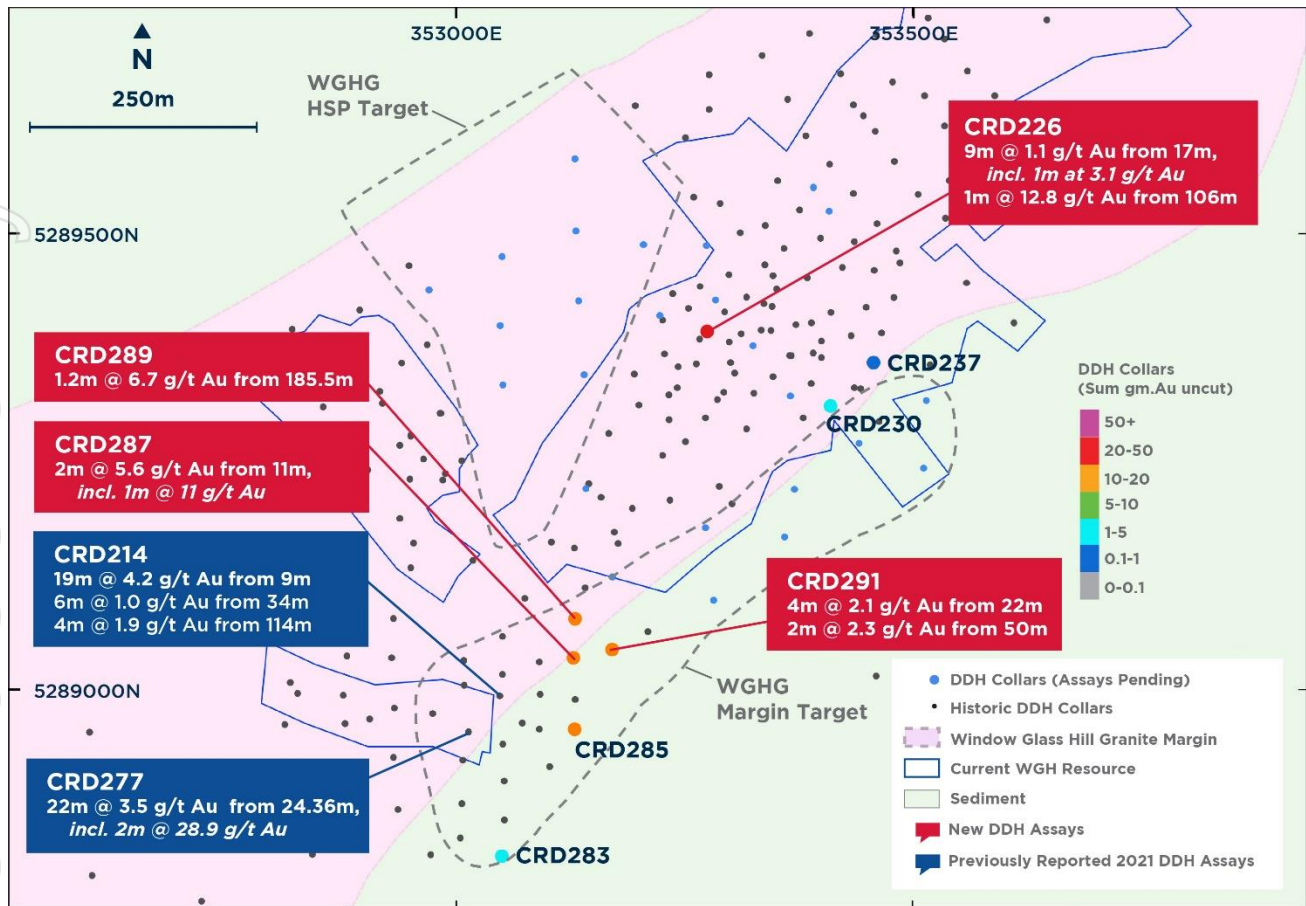 353000E
353500E
N
250m
WGHG
HSP Target
CRD226
9m @ 1.1 g/t Au from 17m,
incl. 1m at 3.1 g/t Au
1m @ 12.8 g/t Au from 106m
5289500N
CRD289
1.2m @ 6.7 g/t Au from 185.5m
CRD237
DDH Collars
(Sum gm.Au uncut)
50+
20-50
10-20
5-10
1-5
0.1-1
0-0.1
CRD230
CRD287
2m @ 5.6 g/t Au from 11m,
incl. 1m @ 11 g/t Au
CRD214
19m @ 4.2 g/t Au from 9m
6m @ 1.0 g/t Au from 34m
4m @ 1.9 g/t Au from 114m
CRD291
4m @ 2.1 g/t Au from 22m
2m @ 2.3 g/t Au from 50m
5289000N
WGHG
Margin Target
CRD285
CRD277
22m @ 3.5 g/t Au from 24.36m,
incl. 2m @ 28.9 g/t Au
CRD283
DDH Collars (Assays Pending)
Historic DDH Collars
Window Glass Hill Granite Margin
Current WGH Resource
Sediment
New DDH Assays
Previously Reported 2021 DDH Assays